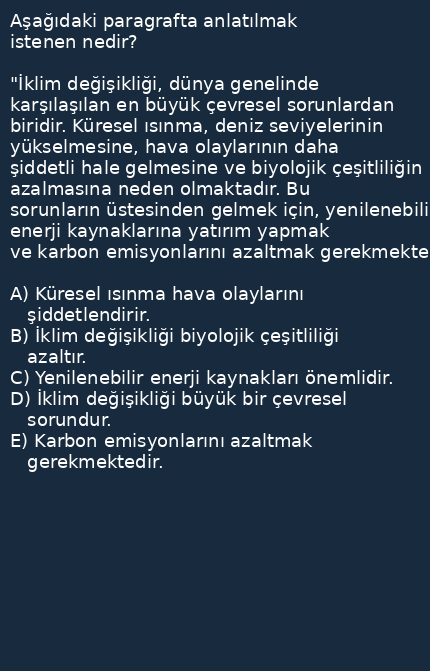 Aşağıdaki paragrafta anlatılmak
istenen nedir?
"İklim değişikliği, dünya genelinde
karşılaşılan en büyük çevresel sorunlardan
biridir. Küresel ısınma, deniz seviyelerinin
yükselmesine, hava olaylarının daha
şiddetli hale gelmesine ve biyolojik çeşitliliğin
azalmasına neden olmaktadır. Bu
sorunların üstesinden gelmek için, yenilenebili
enerji kaynaklarına yatırım yapmak
ve karbon emisyonlarını azaltmak gerekmekte
A) Küresel ısınma hava olaylarını
şiddetlendirir.
B) İklim değişikliği biyolojik çeşitliliği
azaltır.
C) Yenilenebilir enerji kaynakları önemlidir.
D) İklim değişikliği büyük bir çevresel
sorundur.
E) Karbon emisyonlarını azaltmak
gerekmektedir.